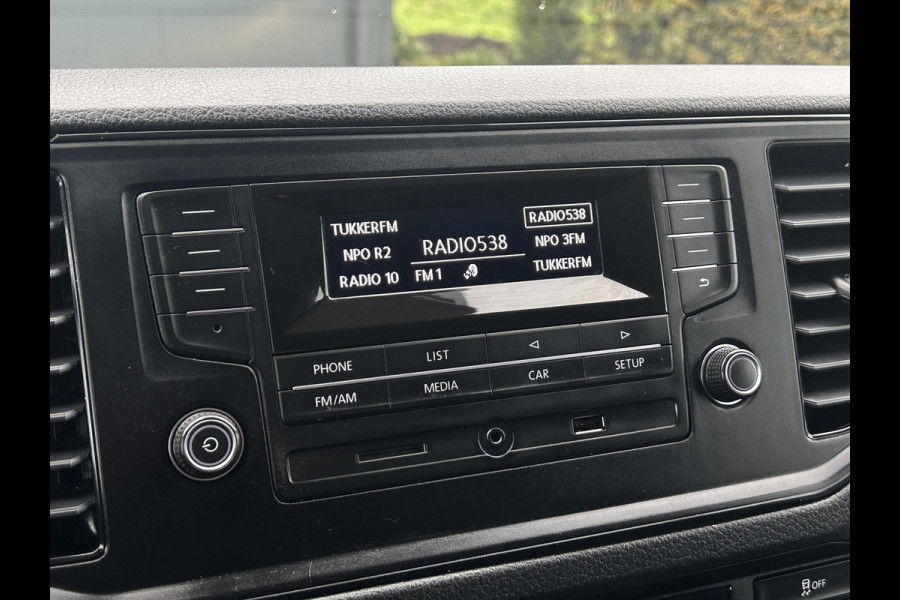 TUKKERFM
NPO R2
RADIO 10
RADIO538
FM 1
RADIO538
NPO 3FM
TUKKERFM
PHONE
LIST
FM/AM
MEDIA
CAR
SETUP
OFF